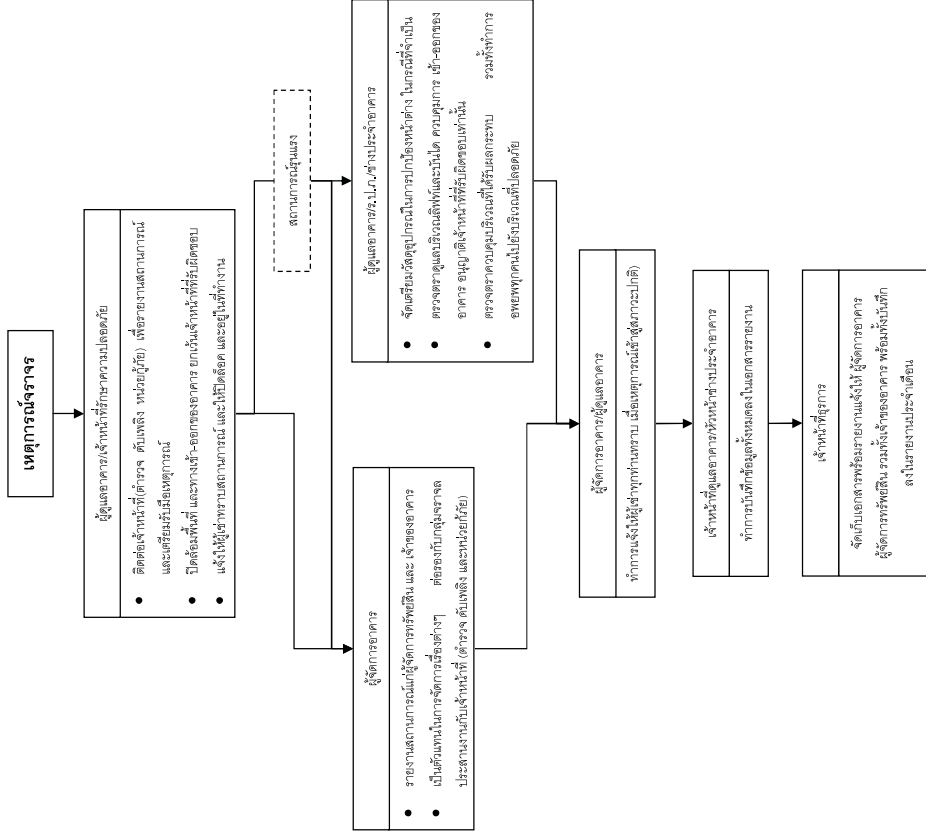 เหตุการณ์จราจร
ผู้ดูแลอาคาร/เจ้าหน้าที่รักษาความปลอดภัย
● ติดต่อเจ้าหน้าที่(ตำรวจ ดับเพลิง หน่วยกู้ภัย) เพื่อรายงานสถานการณ์
และเตรียมรับมือเหตุการณ์
● ปิดล้อมพื้นที่ และทางเข้า-ออกของอาคาร ยกเว้นเจ้าหน้าที่ที่รับผิดชอบ
● แจ้งให้ผู้เช่าทราบสถานการณ์ และให้ปิดล็อค และอยู่ในที่ทำงาน
สถานการณ์รุนแรง
ผู้จัดการอาคาร
● รายงานสถานการณ์แก่ผู้จัดการทรัพย์สิน และ เจ้าของอาคาร
● เป็นตัวแทนในการจัดการเรื่องต่างๆ ต่อรองกับกลุ่มจราจล
ประสานงานกับเจ้าหน้าที่ (ตำรวจ ดับเพลิง และหน่วยกู้ภัย)
ผู้ดูแลอาคาร/ร.ป.ภ./ช่างประจำอาคาร
● จัดเตรียมวัสดุอุปกรณ์ในการปกป้องหน้าต่าง ในกรณีที่จำเป็น
● ตรวจตราดูแลบริเวณลิฟท์และบันได ควบคุมการ เข้า-ออกของ
อาคาร อนุญาติเจ้าหน้าที่ที่รับผิดชอบเท่านั้น
● ตรวจตราควบคุมบริเวณที่ได้รับผลกระทบ รวมทั้งทำการ
อพยพทุกคนไปยังบริเวณที่ปลอดภัย
ผู้จัดการอาคาร/ผู้ดูแลอาคาร
ทำการแจ้งให้ผู้เช่าทุกท่านทราบ เมื่อเหตุการณ์เข้าสู่สภาวะปกติ)
เจ้าหน้าที่ดูแลอาคาร/หัวหน้าช่างประจำอาคาร
ทำการบันทึกข้อมูลทั้งหมดลงในเอกสารรายงาน
เจ้าหน้าที่ธุรการ
จัดเก็บเอกสารพร้อมรายงานแจ้งให้ ผู้จัดการอาคาร
ผู้จัดการทรัพย์สิน รวมทั้งเจ้าของอาคาร พร้อมทั้งบันทึก
ลงในรายงานประจำเดือน